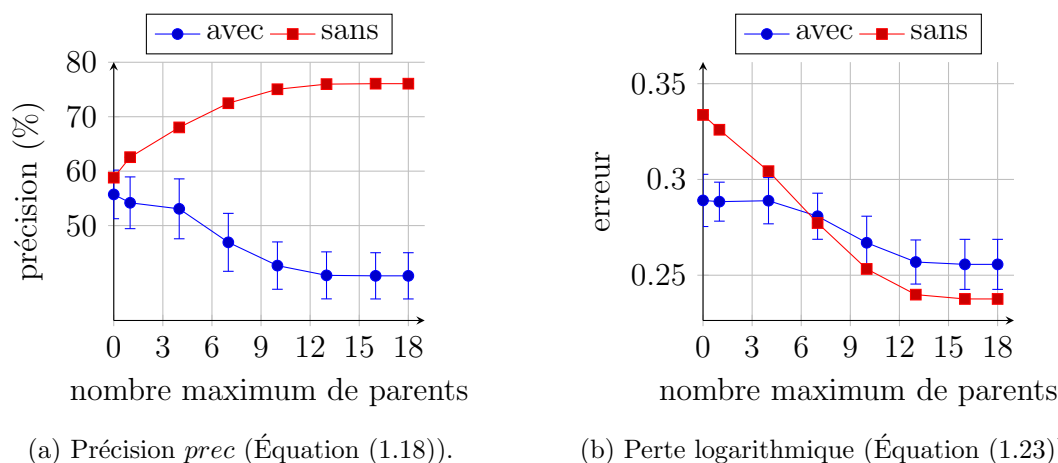 avec sans
précision (%)
80
70
60
50
0 3 6 9 12 15 18
nombre maximum de parents
(a) Précision prec (Équation (1.18)).
avec sans
erreur
0.35
0.3
0.25
0 3 6 9 12 15 18
nombre maximum de parents
(b) Perte logarithmique (Équation (1.23)